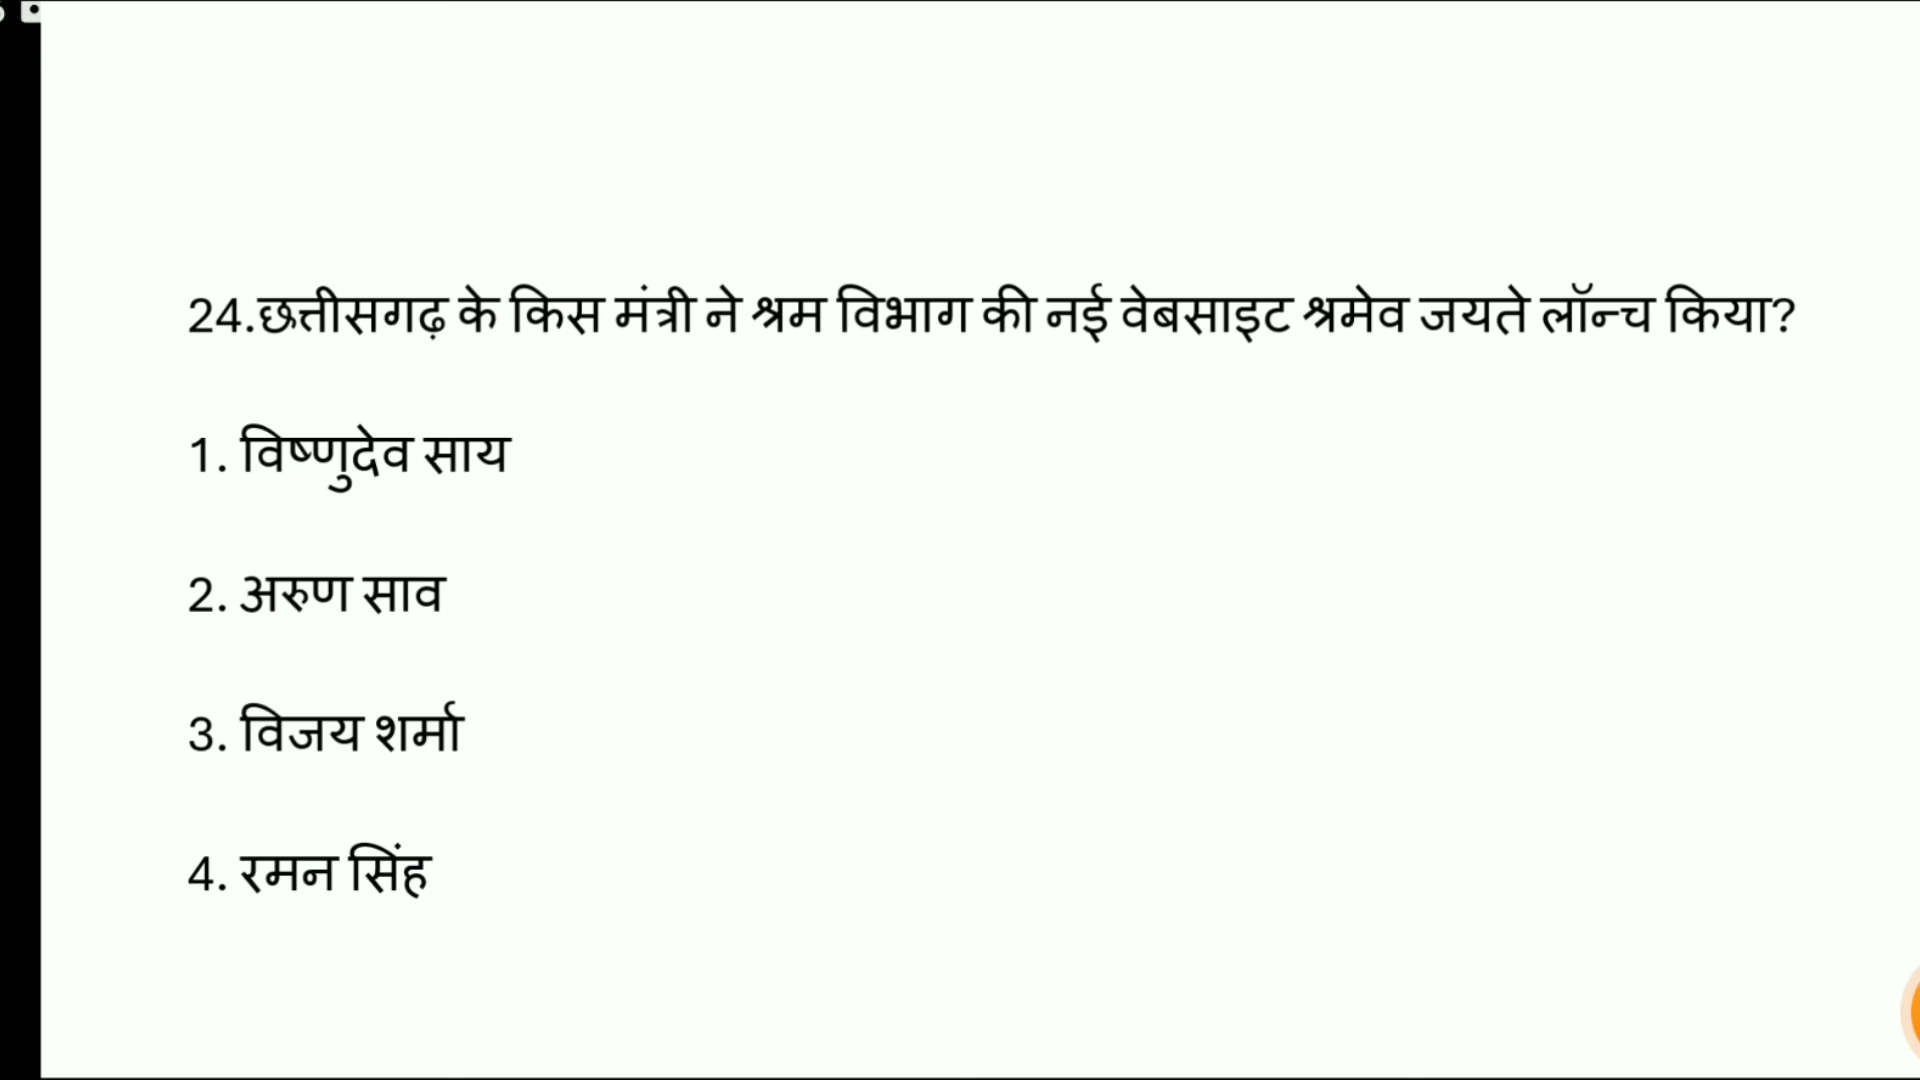 24.छत्तीसगढ़ के किस मंत्री ने श्रम विभाग की नई वेबसाइट श्रमेव जयते लॉन्च किया?
1. विष्णुदेव साय
2. अरुण साव
3. विजय शर्मा
4. रमन सिंह